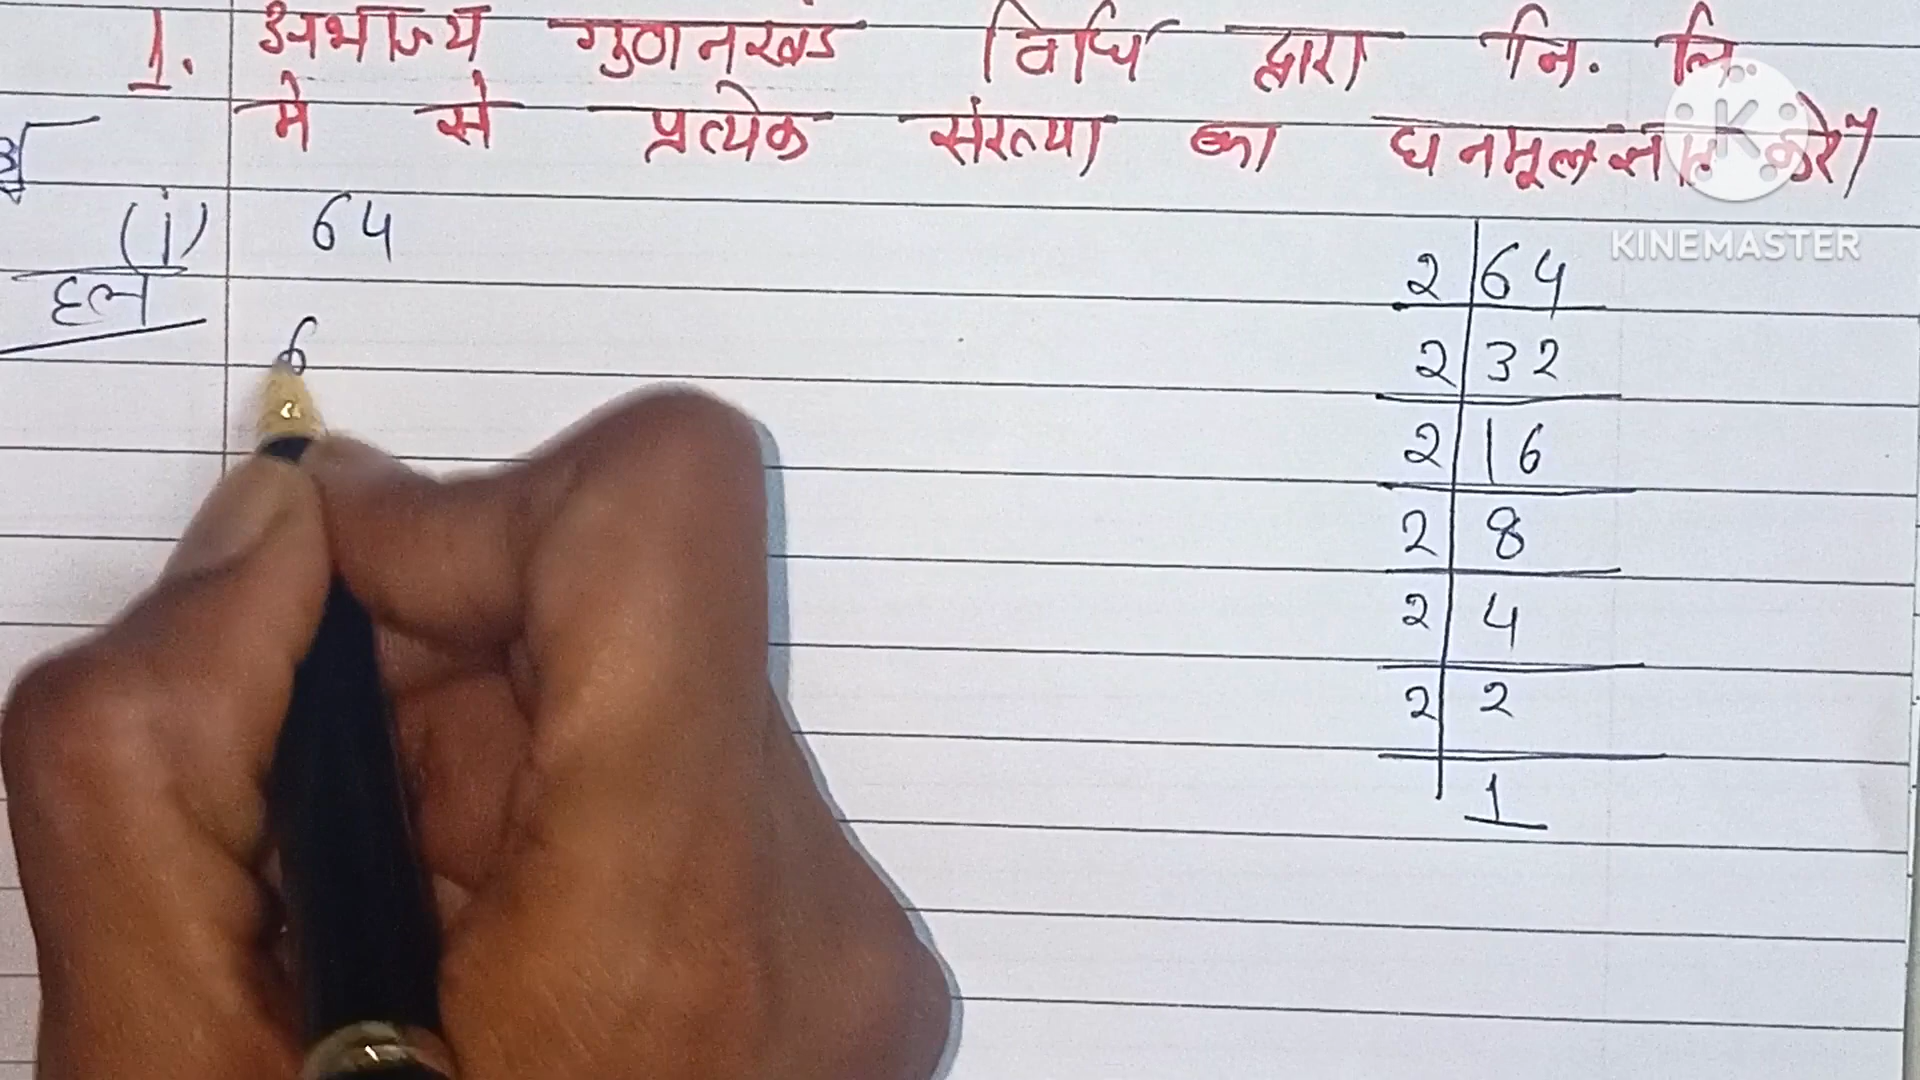 1. अभाज्य गुणनखंड विधि द्वारा नि. लि.
में से प्रत्येक संख्या का घनमूल ज्ञात करें।
3√
(i) 64
हल
6
2 64
2 32
2 16
2 8
2 4
2 2
1
K
KINEMASTER